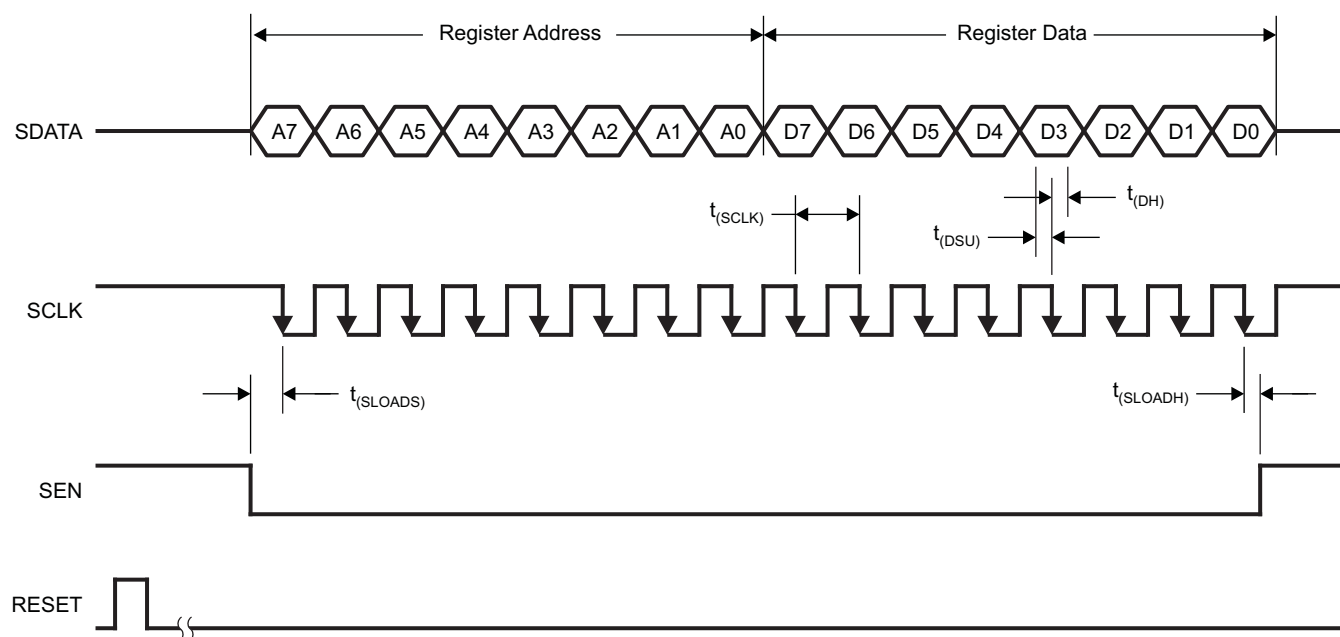 Register Address
Register Data
SDATA
A7 A6 A5 A4 A3 A2 A1 A0 D7 D6 D5 D4 D3 D2 D1 D0
t(SCLK)
t(DH)
t(DSU)
SCLK
t(SLOADS)
t(SLOADH)
SEN
RESET